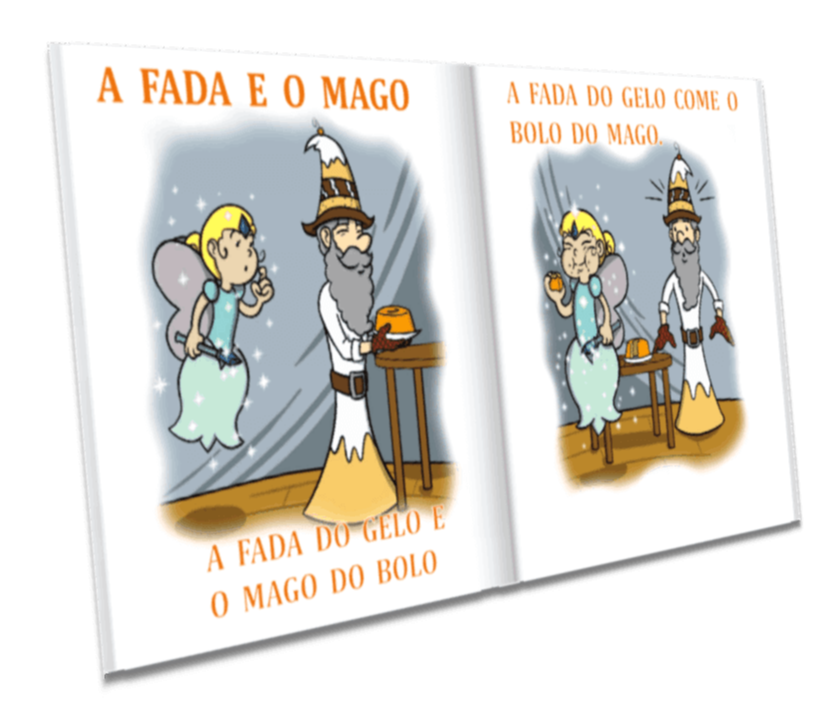 A FADA E O MAGO
A FADA DO GELO E
O MAGO DO BOLO
A FADA DO GELO COME O
BOLO DO MAGO.